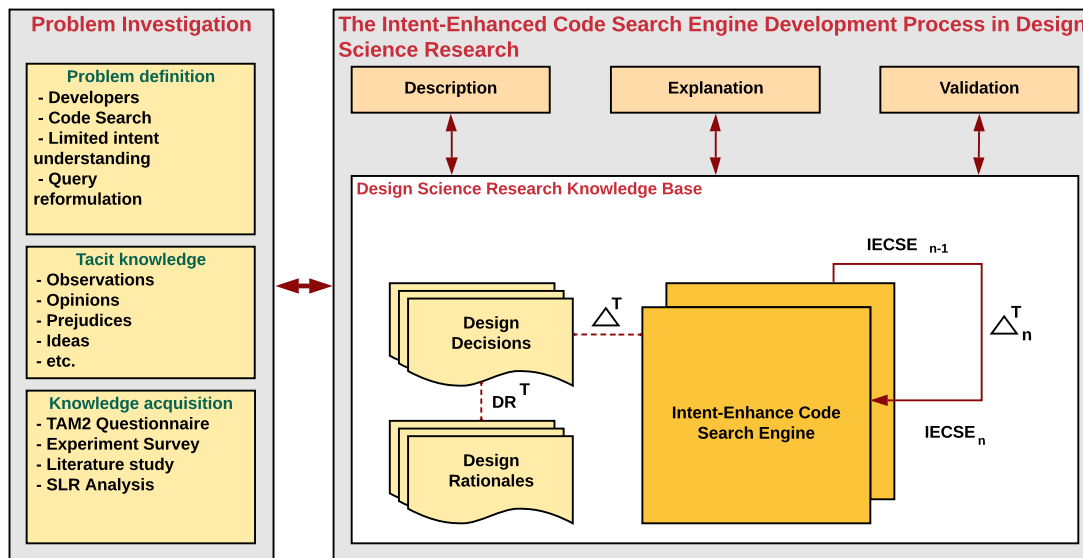 Problem Investigation
Problem definition
- Developers
- Code Search
- Limited intent
understanding
- Query
reformulation
Tacit knowledge
- Observations
- Opinions
- Prejudices
- Ideas
- etc.
Knowledge acquisition
- TAM2 Questionnaire
- Experiment Survey
- Literature study
- SLR Analysis
The Intent-Enhanced Code Search Engine Development Process in Design
Science Research
Description
Explanation
Validation
Design Science Research Knowledge Base
IECSE n-1
Design
Decisions
△T
△T n
DR T
Intent-Enhance Code
Search Engine
IECSE n
Design
Rationales